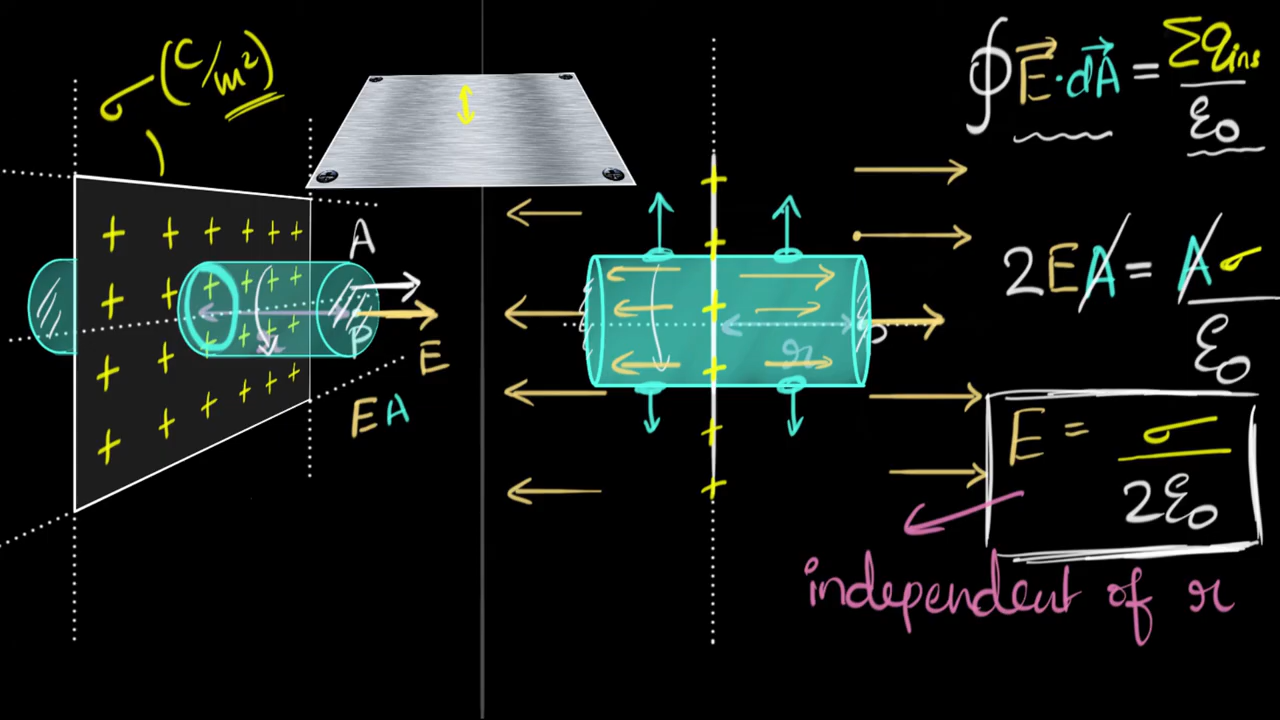 σ (C/m²)
A
P
E
EA
r
P
∮E⃗·dA⃗ = Σq_ins/ε₀
2EA = Aσ/ε₀
E = σ/2ε₀
independent of r